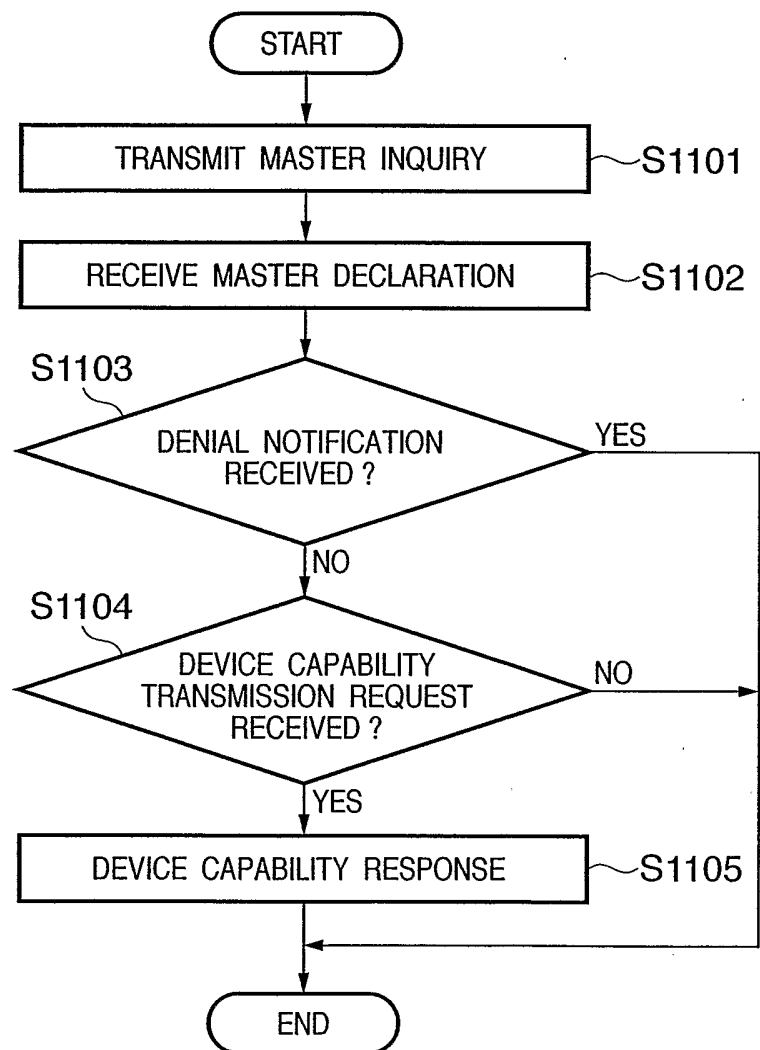 START
TRANSMIT MASTER INQUIRY
S1101
RECEIVE MASTER DECLARATION
S1102
S1103
DENIAL NOTIFICATION
RECEIVED ?
YES
NO
S1104
DEVICE CAPABILITY
TRANSMISSION REQUEST
RECEIVED ?
NO
YES
DEVICE CAPABILITY RESPONSE
S1105
END